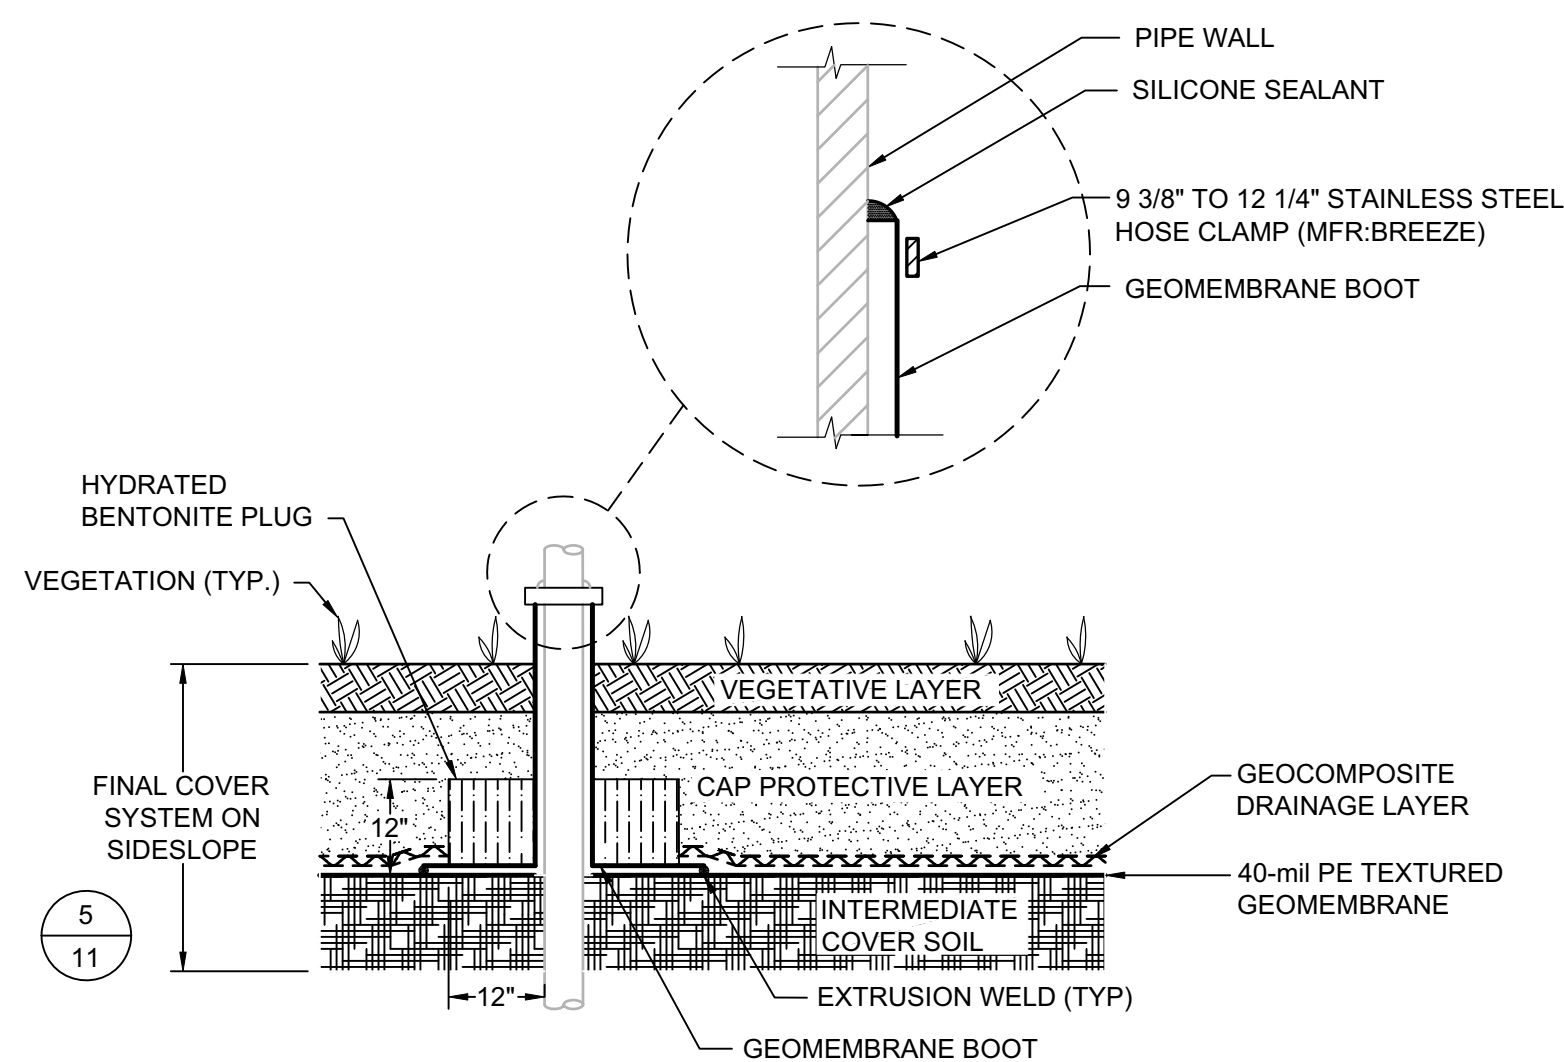 PIPE WALL
SILICONE SEALANT
9 3/8" TO 12 1/4" STAINLESS STEEL
HOSE CLAMP (MFR:BREEZE)
GEOMEMBRANE BOOT
HYDRATED
BENTONITE PLUG
VEGETATION (TYP.)
VEGETATIVE LAYER
FINAL COVER
SYSTEM ON
SIDESLOPE
12"
CAP PROTECTIVE LAYER
GEOCOMPOSITE
DRAINAGE LAYER
40-mil PE TEXTURED
GEOMEMBRANE
5
11
INTERMEDIATE
COVER SOIL
12"
EXTRUSION WELD (TYP)
GEOMEMBRANE BOOT